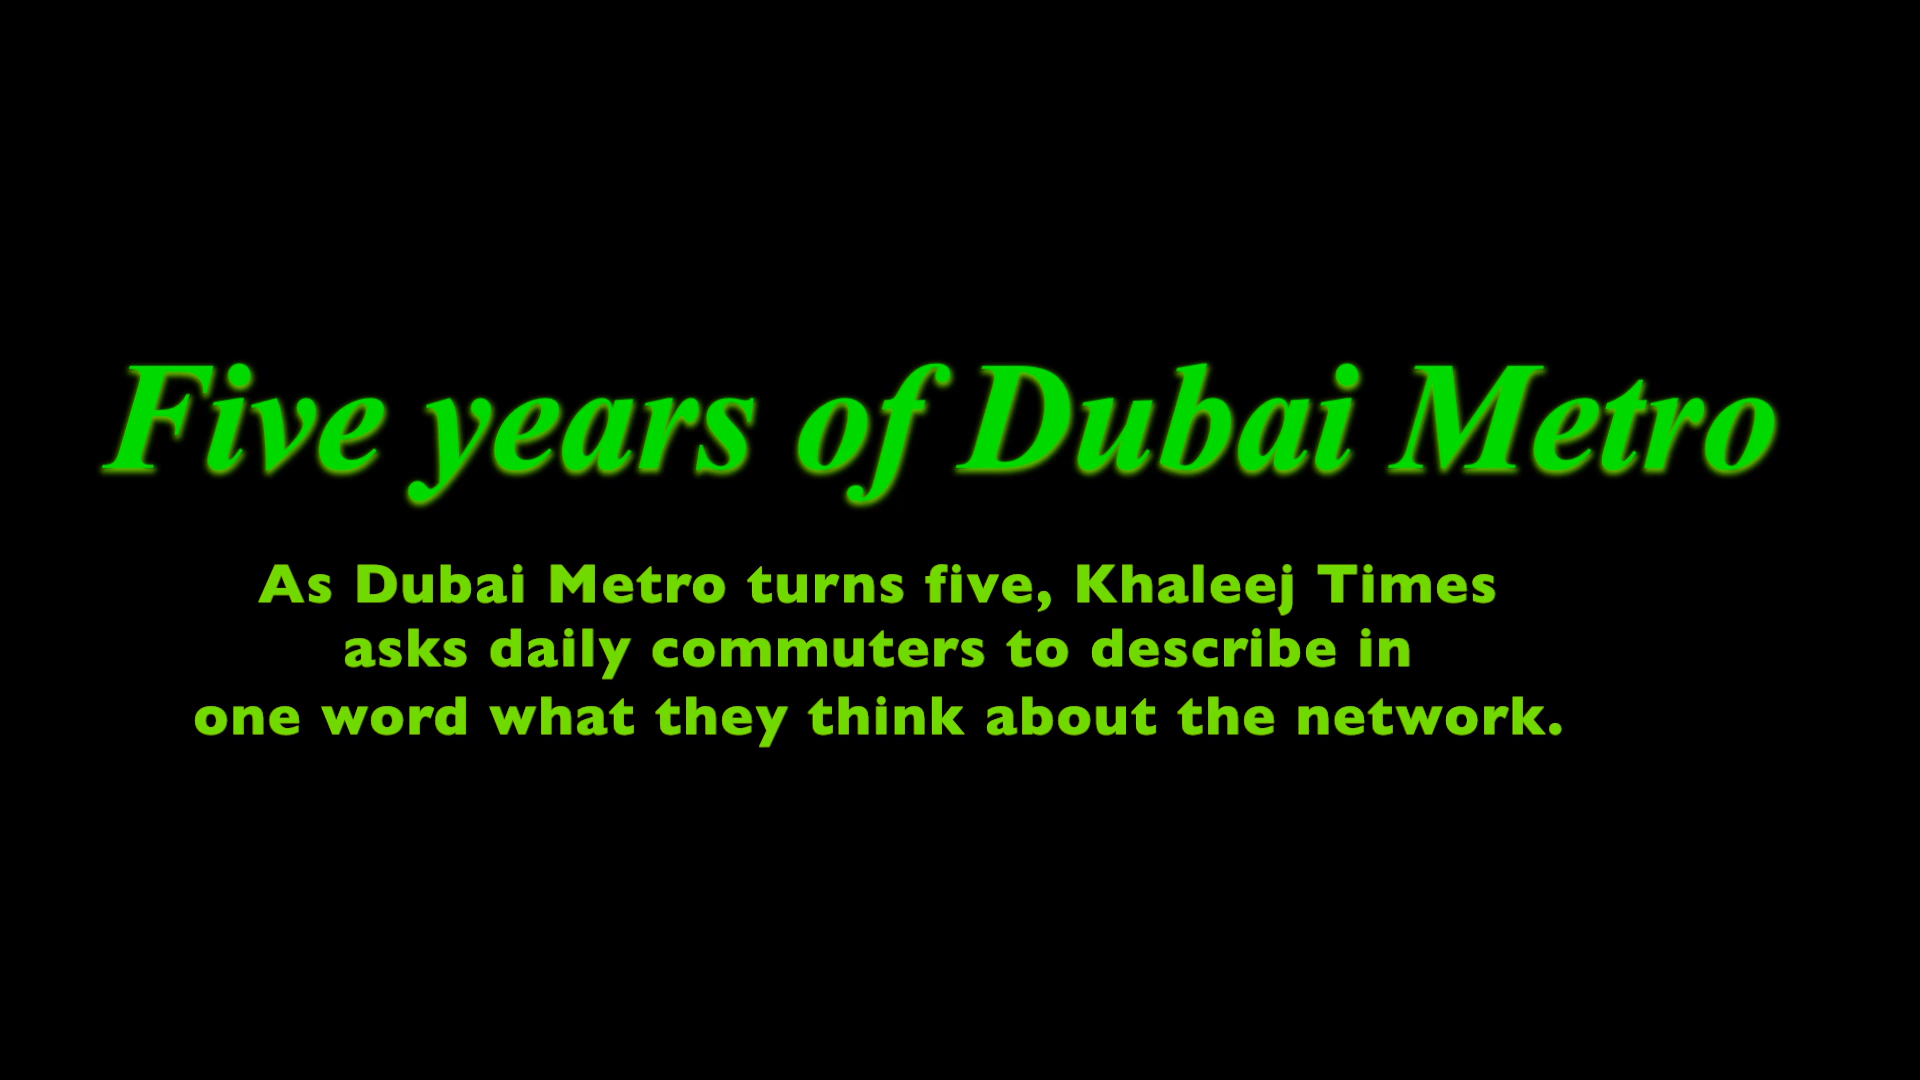 Five years of Dubai Metro
As Dubai Metro turns five, Khaleej Times
asks daily commuters to describe in
one word what they think about the network.